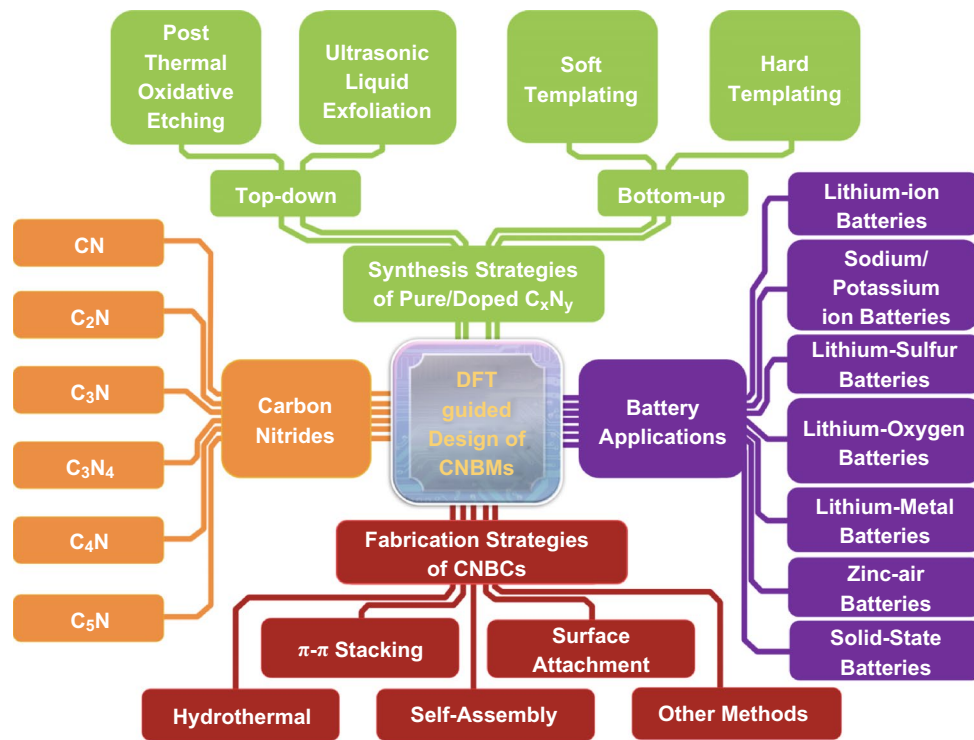 Post
Thermal
Oxidative
Etching
Ultrasonic
Liquid
Exfoliation
Soft
Templating
Hard
Templating
Top-down
Bottom-up
Synthesis Strategies
of Pure/Doped CₓNᵧ
CN
C₂N
C₃N
C₃N₄
C₄N
C₅N
Carbon
Nitrides
DFT
guided
Design of
CNBMs
Battery
Applications
Lithium-ion
Batteries
Sodium/
Potassium
ion Batteries
Lithium-Sulfur
Batteries
Lithium-Oxygen
Batteries
Lithium-Metal
Batteries
Zinc-air
Batteries
Solid-State
Batteries
Fabrication Strategies
of CNBCs
π-π Stacking
Surface
Attachment
Hydrothermal
Self-Assembly
Other Methods